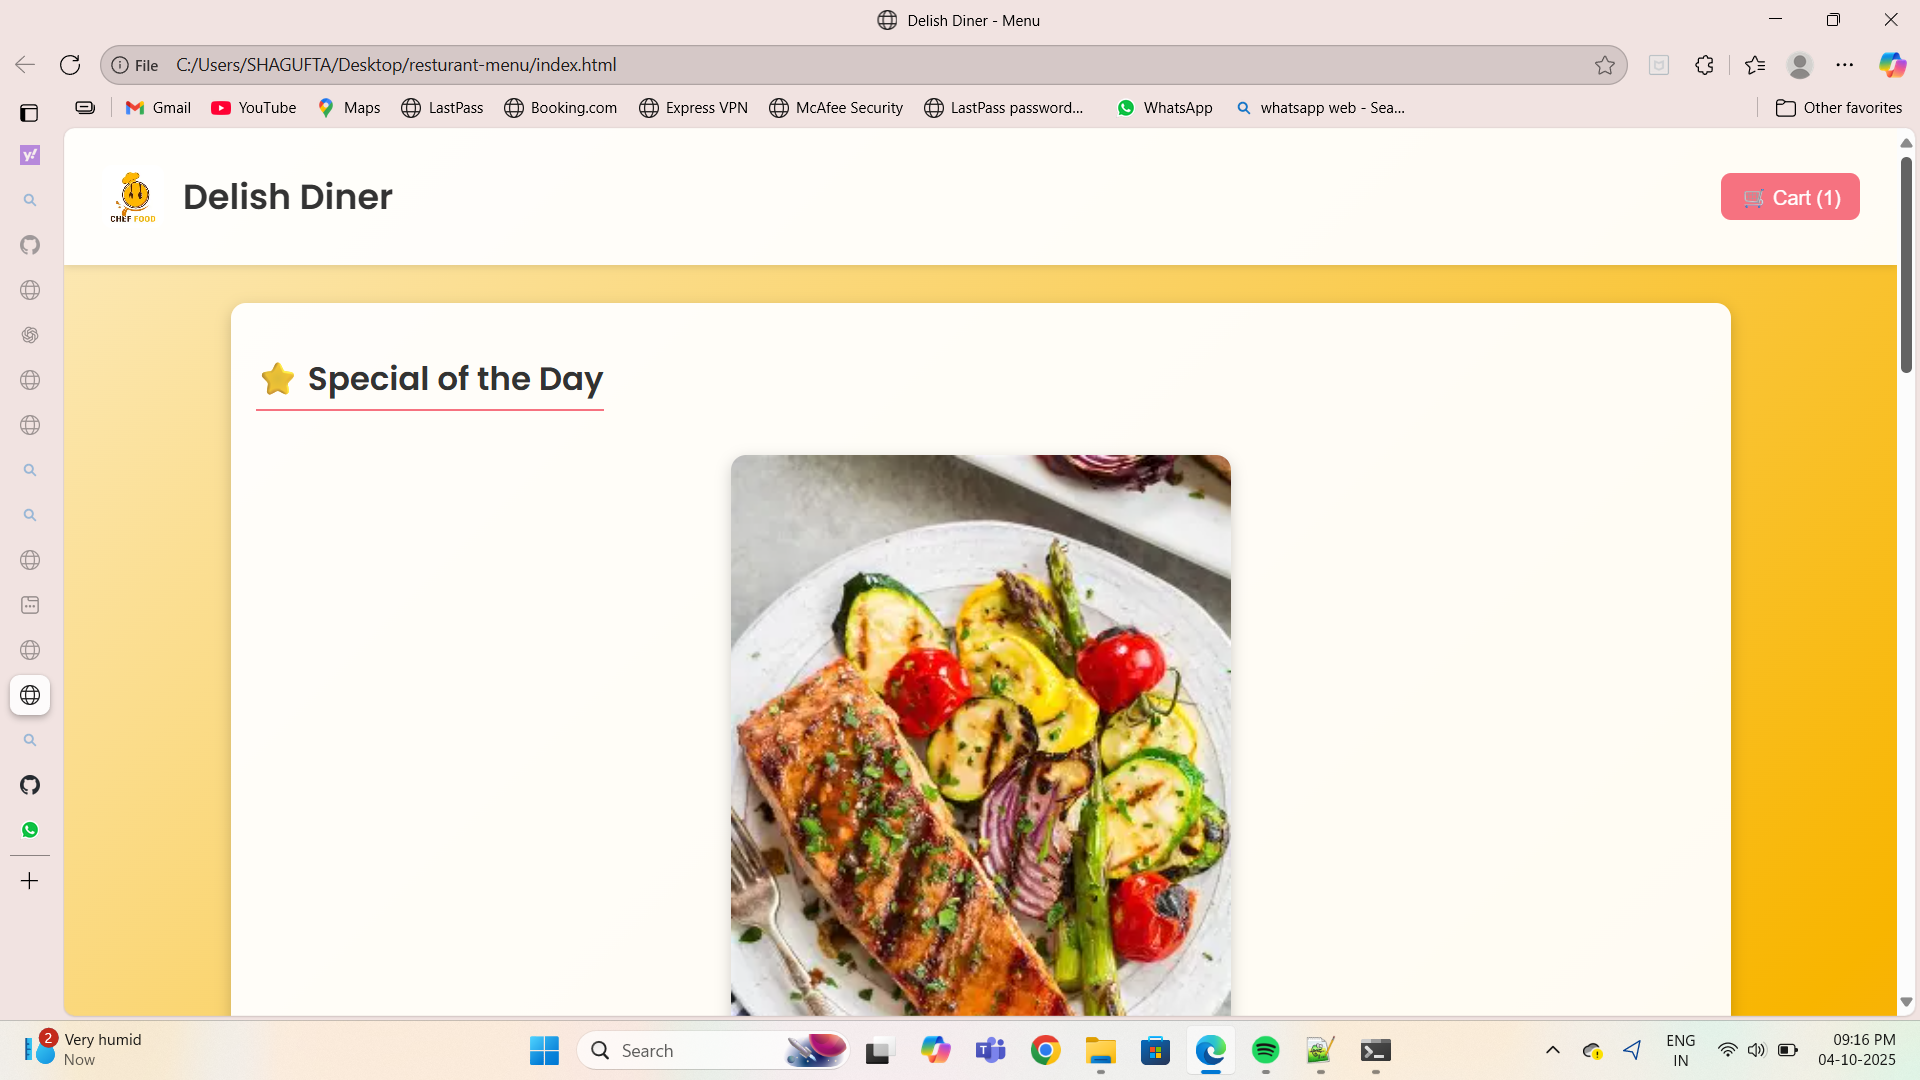 Delish Diner - Menu
File C:/Users/SHAGUFTA/Desktop/resturant-menu/index.html
Gmail YouTube Maps LastPass Booking.com Express VPN McAfee Security LastPass password... WhatsApp whatsapp web - Sea... Other favorites
y!
CHEF FOOD
Delish Diner
Cart (1)
Special of the Day
2
Very humid
Now
Search
ENG
IN
09:16 PM
04-10-2025